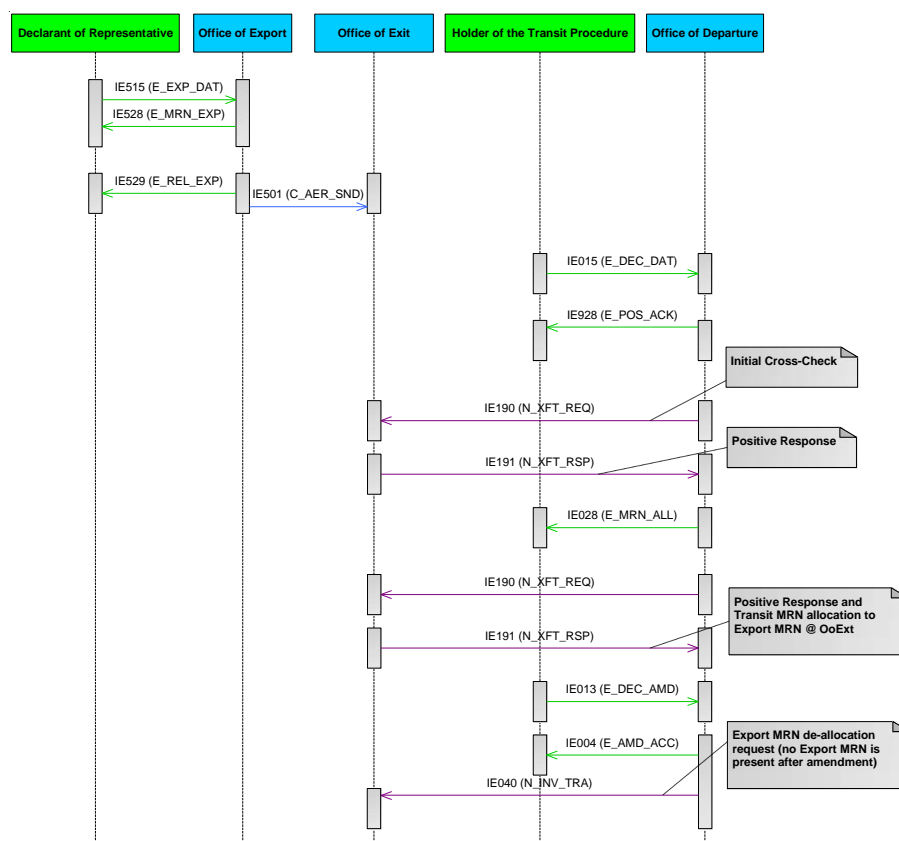 Declarant of Representative
Office of Export
Office of Exit
Holder of the Transit Procedure
Office of Departure
IE515 (E_EXP_DAT)
IE528 (E_MRN_EXP)
IE529 (E_REL_EXP)
IE501 (C_AER_SND)
IE015 (E_DEC_DAT)
IE928 (E_POS_ACK)
Initial Cross-Check
IE190 (N_XFT_REQ)
Positive Response
IE191 (N_XFT_RSP)
IE028 (E_MRN_ALL)
IE190 (N_XFT_REQ)
Positive Response and
Transit MRN allocation to
Export MRN @ OoExt
IE191 (N_XFT_RSP)
IE013 (E_DEC_AMD)
Export MRN de-allocation
request (no Export MRN is
present after amendment)
IE004 (E_AMD_ACC)
IE040 (N_INV_TRA)